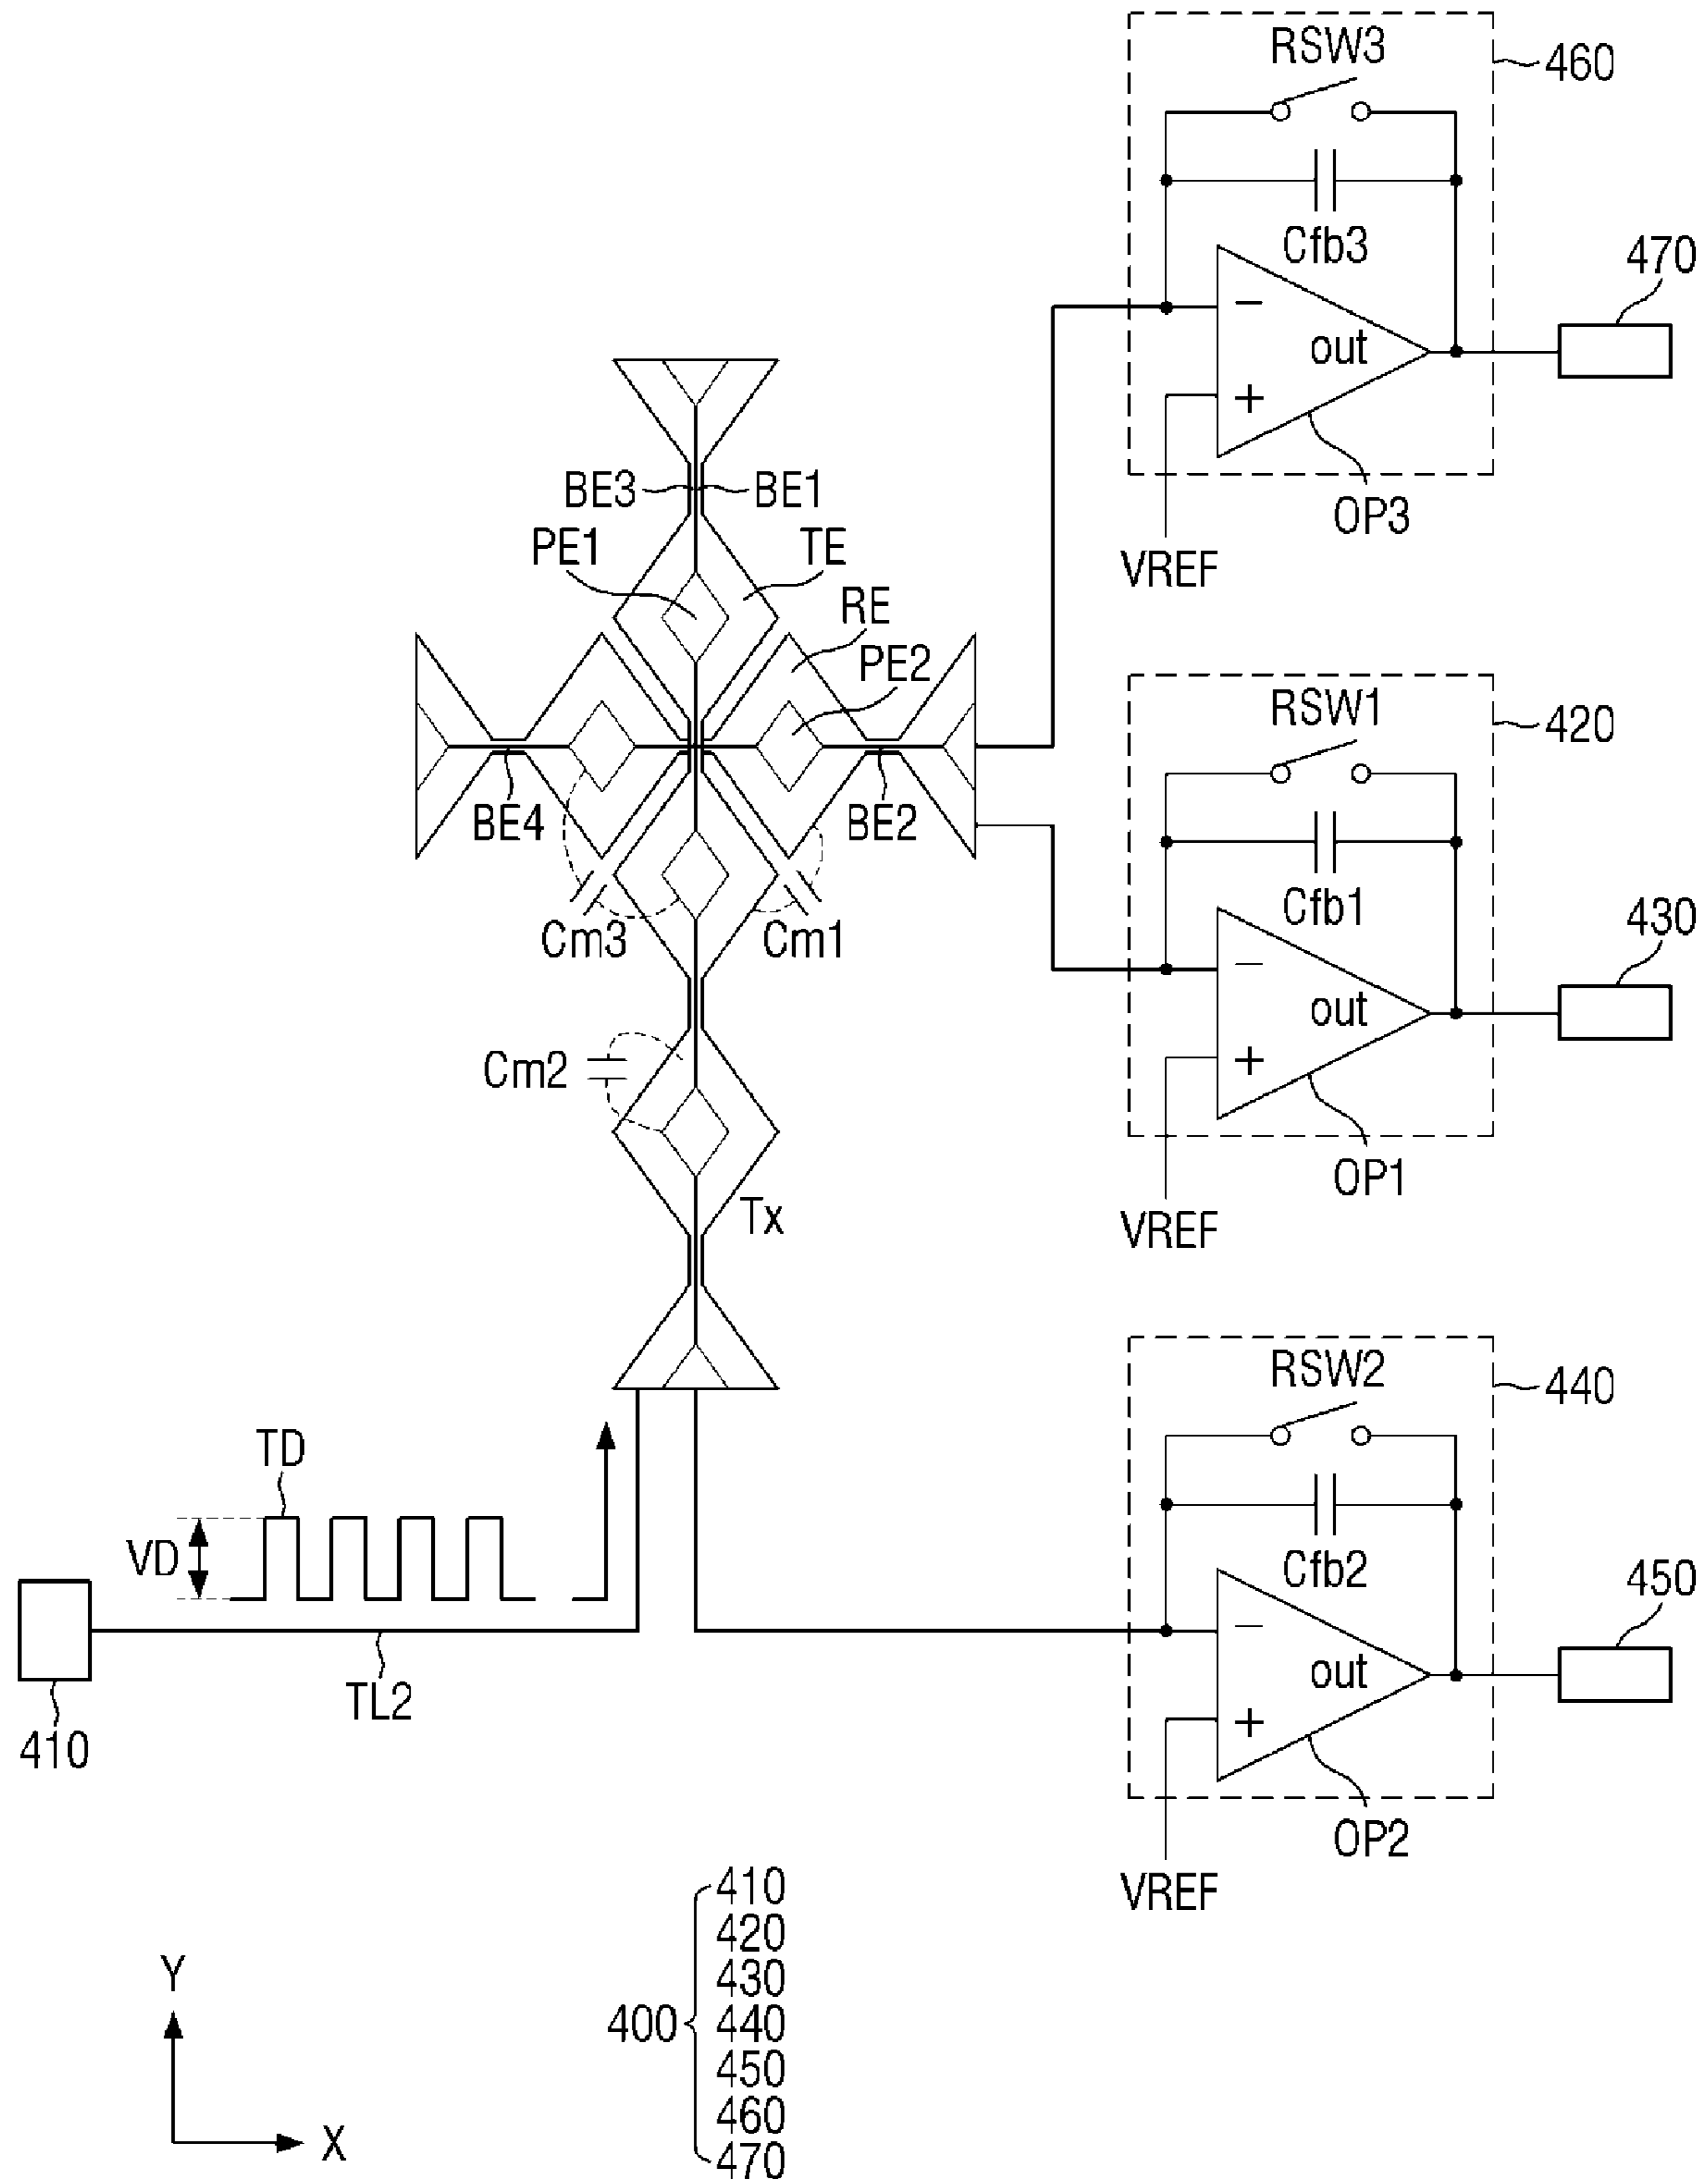 RSW3
460
Cfb3
470
−
out
+
OP3
VREF
BE3
BE1
PE1
TE
RE
PE2
RSW1
420
BE4
BE2
Cfb1
Cm3
Cm1
430
−
out
+
Cm2
OP1
VREF
Tx
RSW2
440
TD
VD
Cfb2
450
−
out
+
TL2
410
OP2
VREF
410
420
430
400
440
450
460
470
Y
X